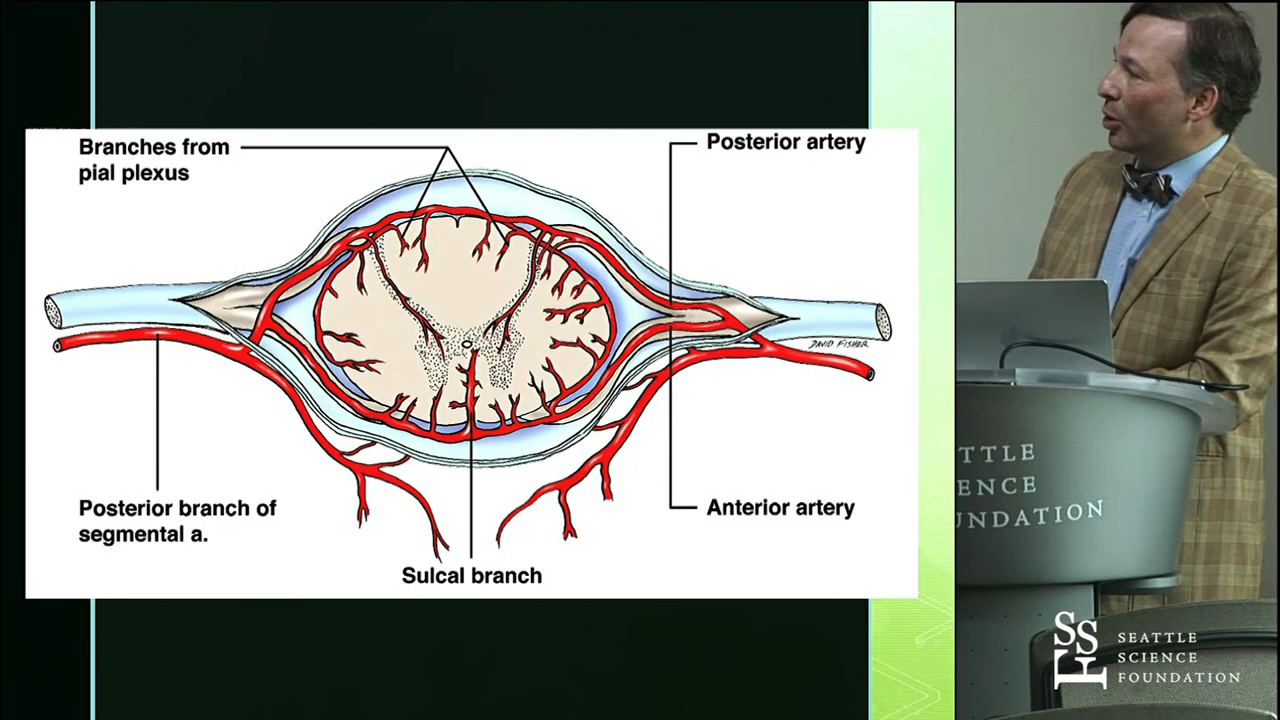 Branches from
pial plexus
Posterior artery
DAVID FISHER
Posterior branch of
segmental a.
Anterior artery
Sulcal branch
TTLE
ENCE
UNDATION
SSF
SEATTLE
SCIENCE
FOUNDATION